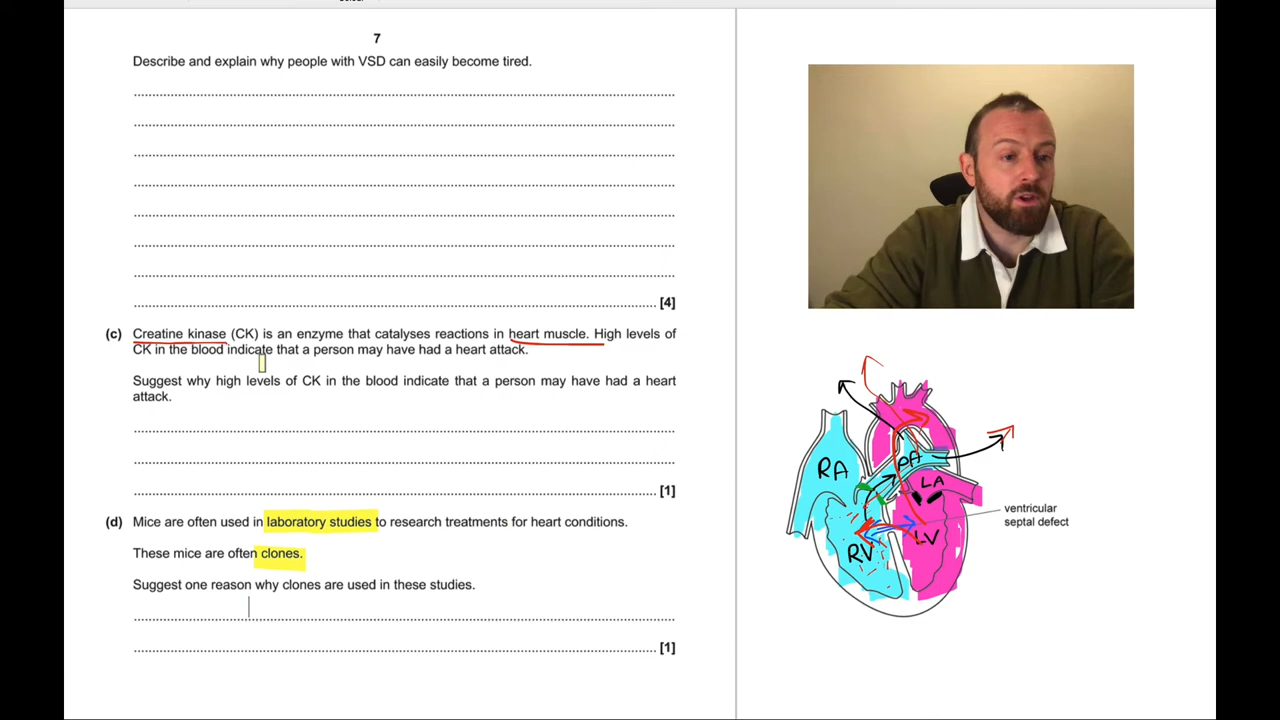 7
Describe and explain why people with VSD can easily become tired.
[4]
(c) Creatine kinase (CK) is an enzyme that catalyses reactions in heart muscle. High levels of
CK in the blood indicate that a person may have had a heart attack.
Suggest why high levels of CK in the blood indicate that a person may have had a heart
attack.
[1]
(d) Mice are often used in laboratory studies to research treatments for heart conditions.
These mice are often clones.
Suggest one reason why clones are used in these studies.
[1]
RA
PA
LA
RV
LV
ventricular
septal defect